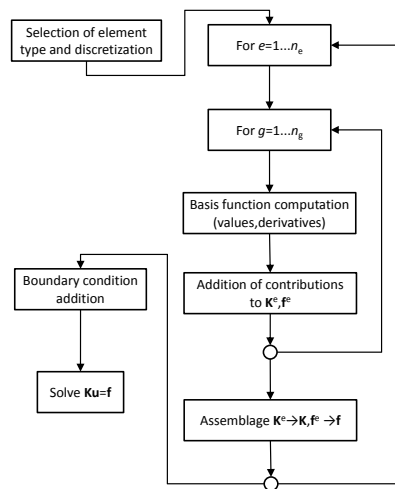 Selection of element
type and discretization
For e=1...nₑ
For g=1...n_g
Basis function computation
(values,derivatives)
Addition of contributions
to Kᵉ,fᵉ
Boundary condition
addition
Solve Ku=f
Assemblage Kᵉ→K,fᵉ →f